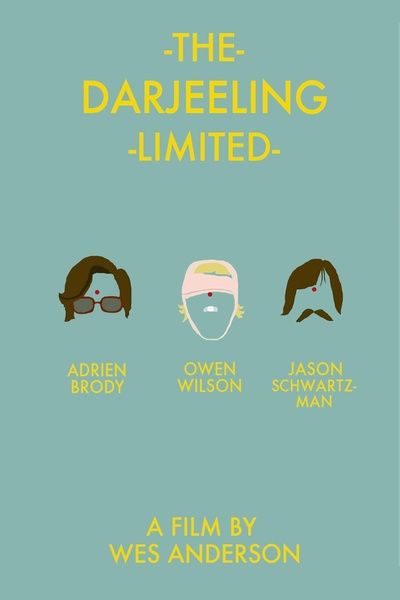 -THE-
DARJEELING
-LIMITED-
ADRIEN
BRODY
OWEN
WILSON
JASON
SCHWARTZ-
MAN
A FILM BY
WES ANDERSON